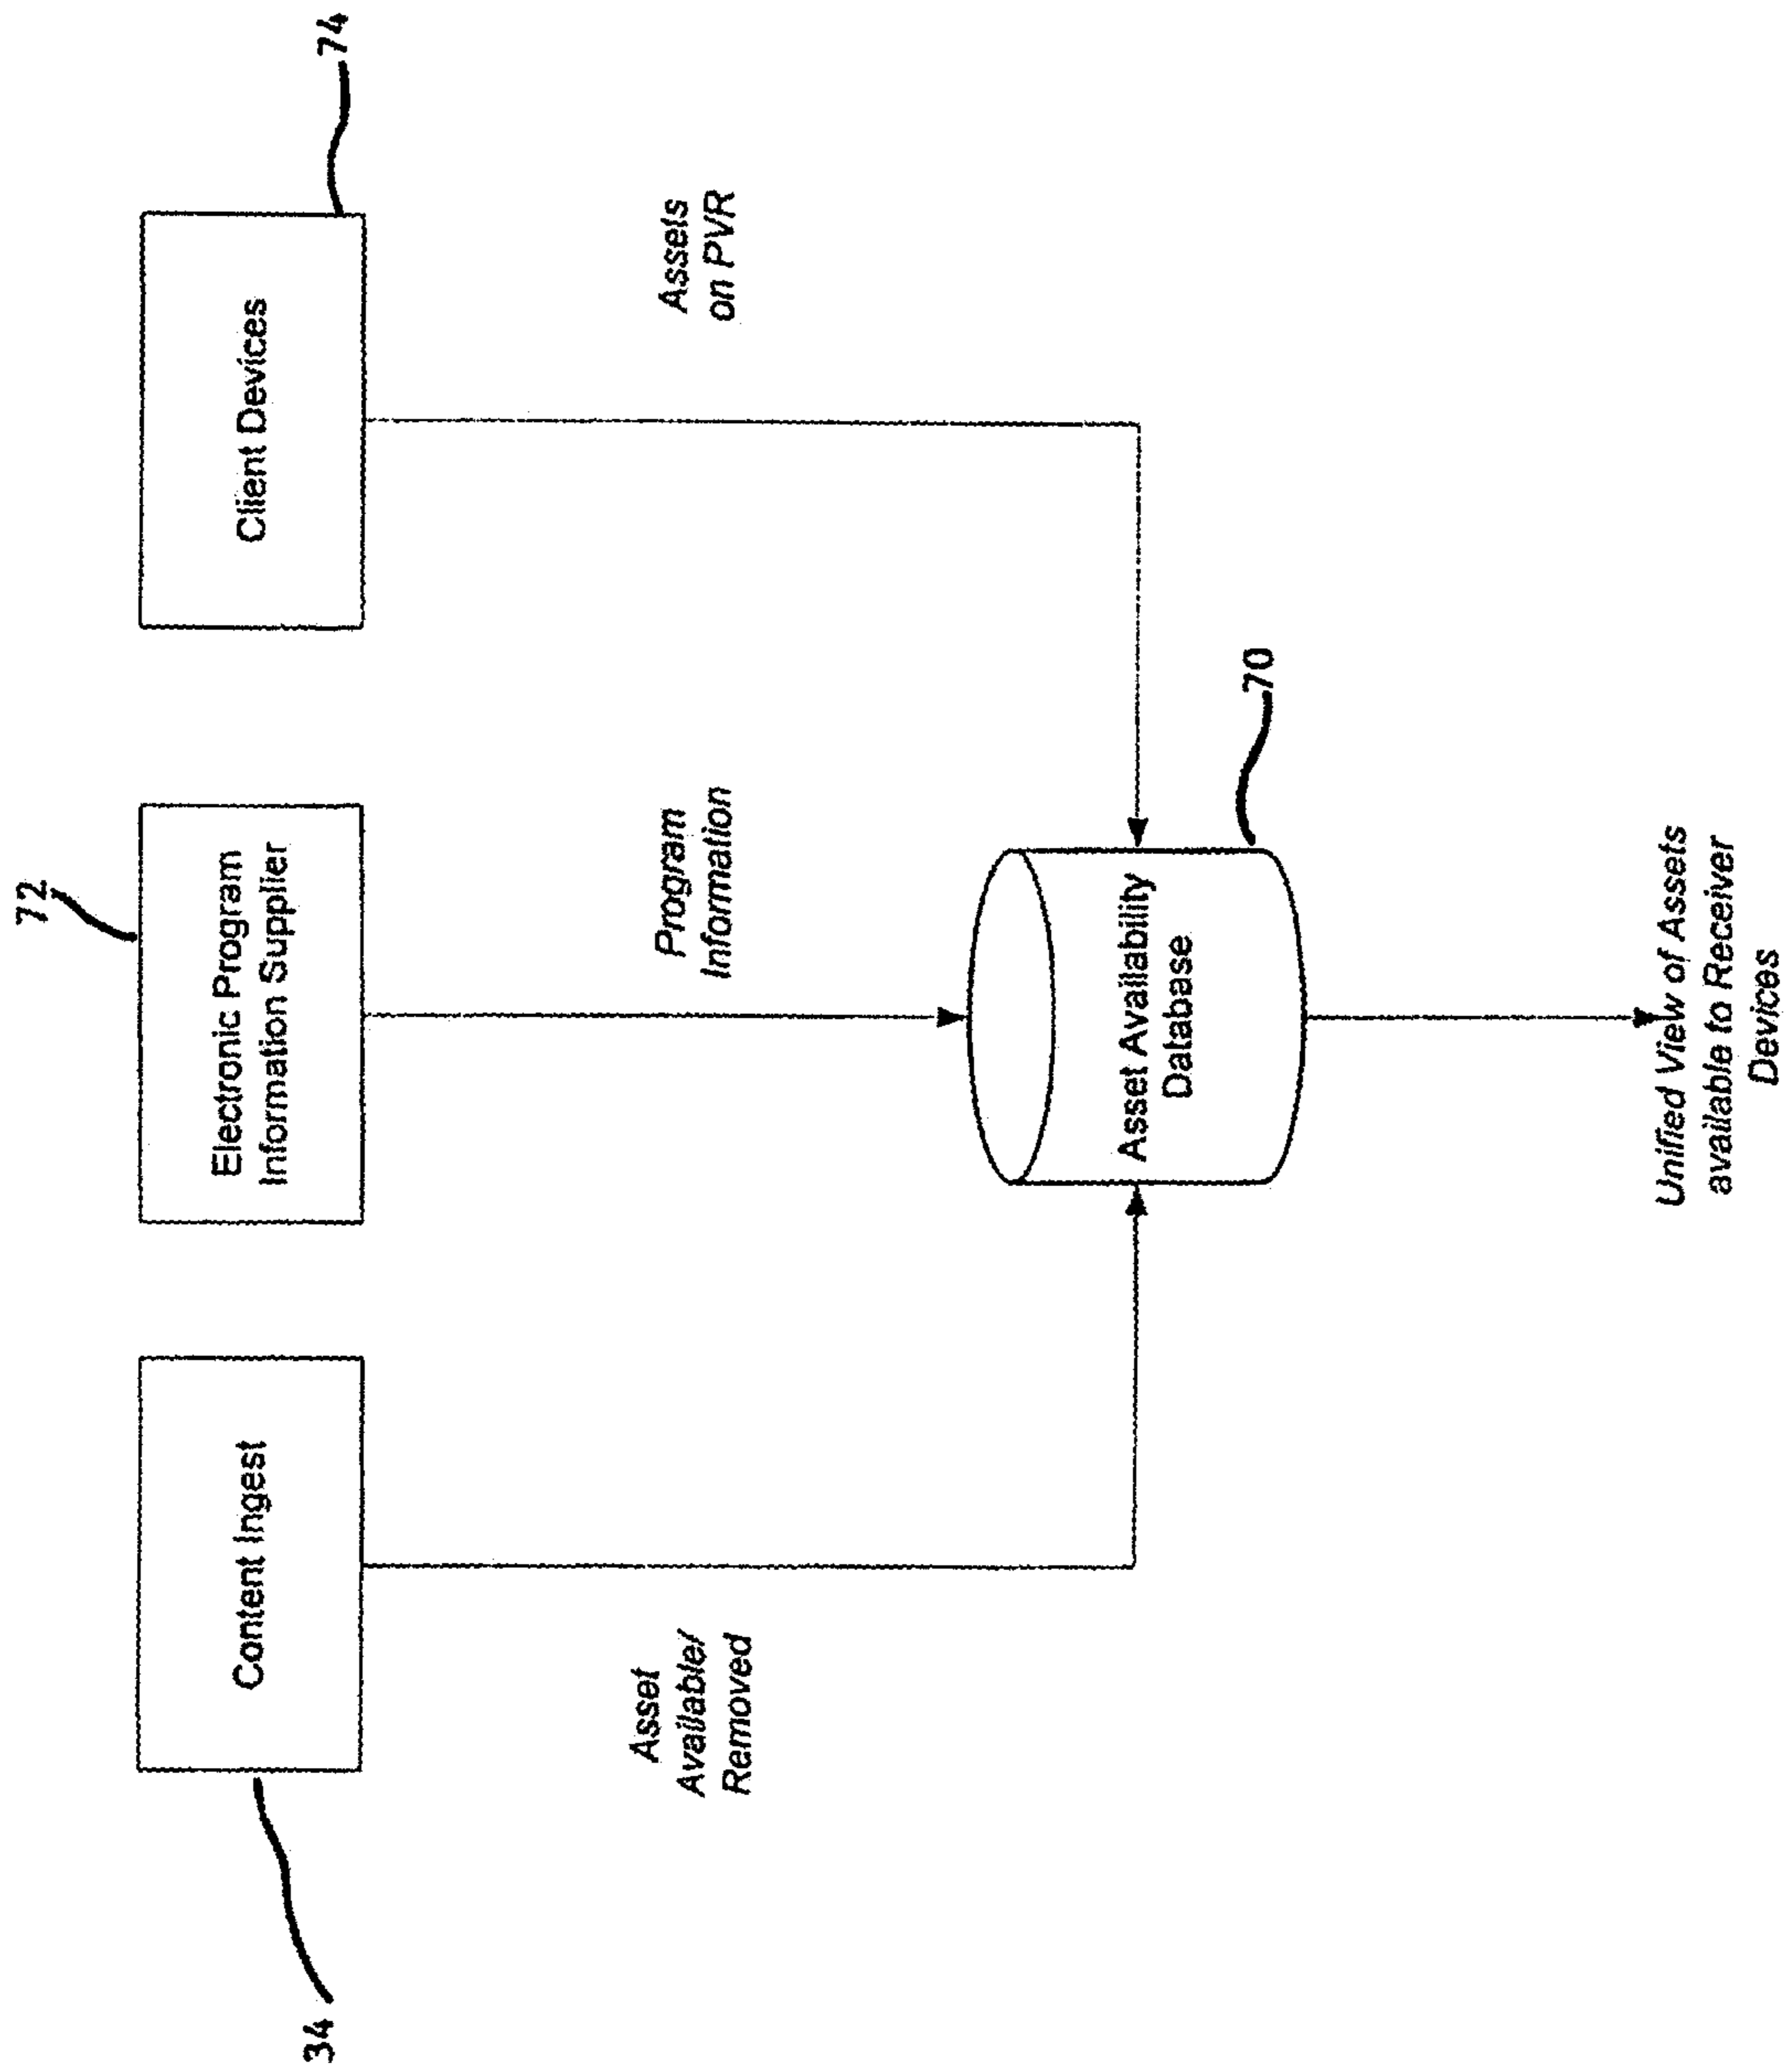 34
Content Ingest
72
Electronic Program
Information Supplier
74
Client Devices
Asset
Available/
Removed
Program
Information
Assets
on PVR
70
Asset Availability
Database
Unified View of Assets
available to Receiver
Devices